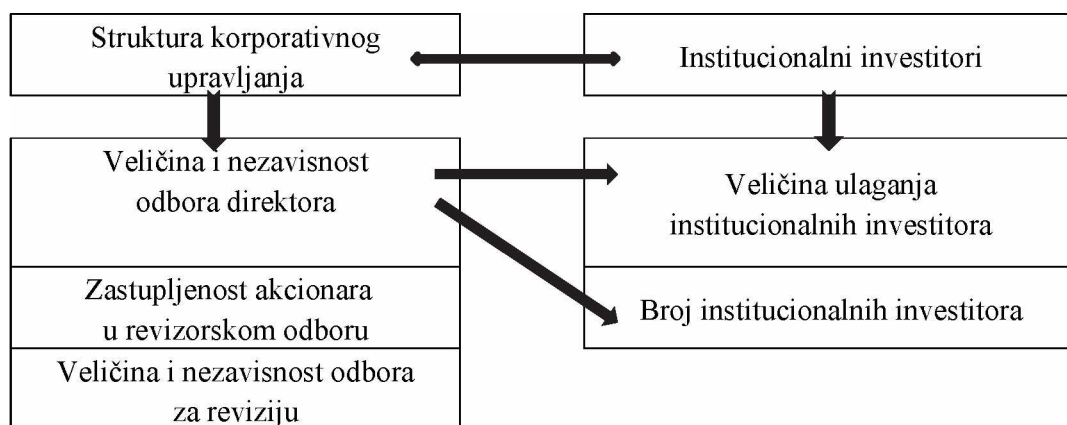 Struktura korporativnog
upravljanja
Institucionalni investitori
Veličina i nezavisnost
odbora direktora
Veličina ulaganja
institucionalnih investitora
Zastupljenost akcionara
u revizorskom odboru
Broj institucionalnih investitora
Veličina i nezavisnost odbora
za reviziju